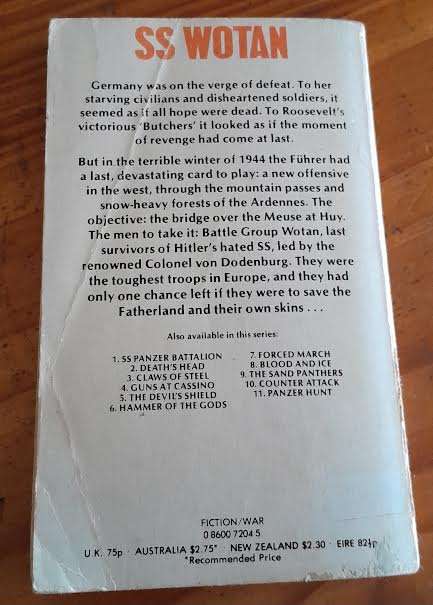 SS WOTAN
Germany was on the verge of defeat. To her
starving civilians and disheartened soldiers, it
seemed as if all hope were dead. To Roosevelt's
victorious 'Butchers' it looked as if the moment
of revenge had come at last.
But in the terrible winter of 1944 the Führer had
a last, devastating card to play: a new offensive
in the west, through the mountain passes and
snow-heavy forests of the Ardennes. The
objective: the bridge over the Meuse at Huy.
The men to take it: Battle Group Wotan, last
survivors of Hitler's hated SS, led by the
renowned Colonel von Dodenburg. They were
the toughest troops in Europe, and they had
only one chance left if they were to save the
Fatherland and their own skins . . .
Also available in this series:
1. SS PANZER BATTALION
2. DEATH'S HEAD
3. CLAWS OF STEEL
4. GUNS AT CASSINO
5. THE DEVIL'S SHIELD
6. HAMMER OF THE GODS
7. FORCED MARCH
8. BLOOD AND ICE
9. THE SAND PANTHERS
10. COUNTER ATTACK
11. PANZER HUNT
FICTION/WAR
0 8600 7204 5
U.K. 75p · AUSTRALIA $2.75* · NEW ZEALAND $2.30 · EIRE 82½p
*Recommended Price